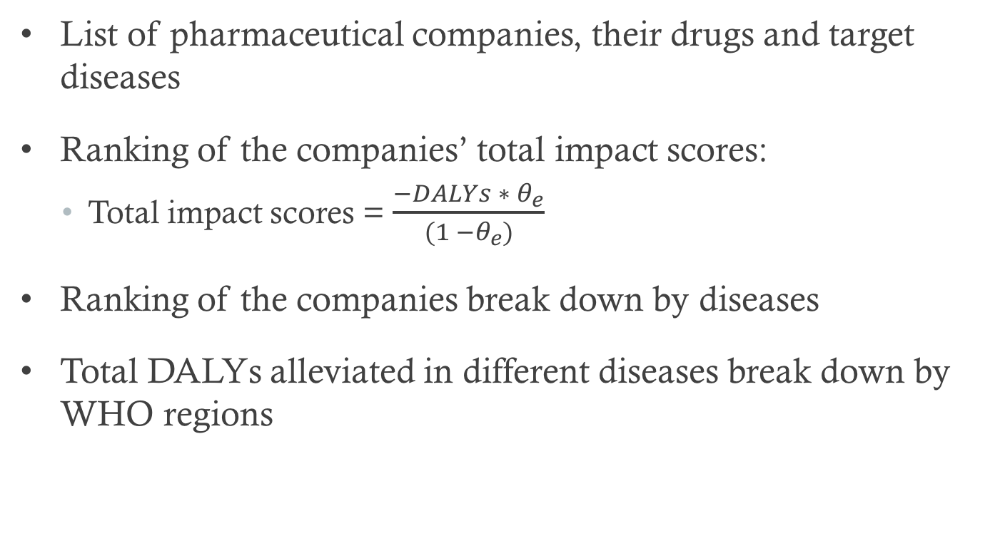 • List of pharmaceutical companies, their drugs and target
diseases
• Ranking of the companies’ total impact scores:
• Total impact scores = \frac{-DALYs * θ_e}{(1 -θ_e)}
• Ranking of the companies break down by diseases
• Total DALYs alleviated in different diseases break down by
WHO regions